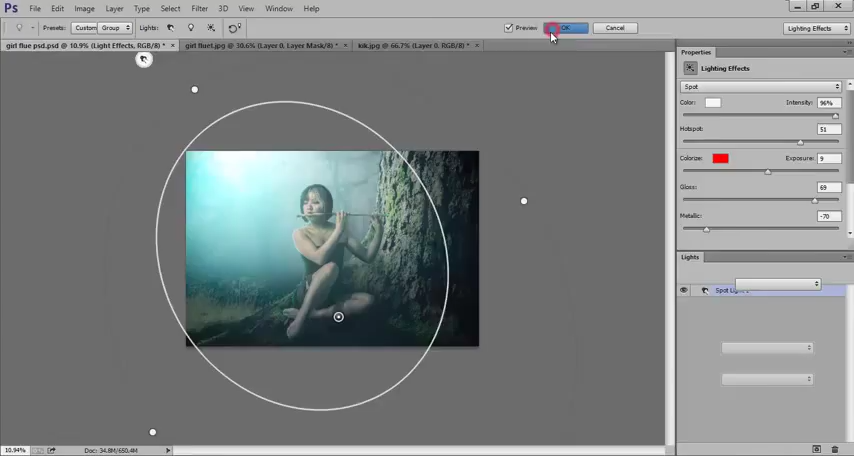 Ps File Edit Image Layer Type Select Filter 3D View Window Help
Presets: Custom Group Lights: Preview OK Cancel Lighting Effects
girl flue psd.psd @ 10.9% (Light Effects, RGB/8) * × girl fluet.jpg @ 30.6% (Layer 0, Layer Mask/8) * × kik.jpg @ 66.7% (Layer 0, RGB/8) * ×
Properties
Lighting Effects
Spot
Color: Intensity: 96%
Hotspot: 51
Colorize: Exposure: 9
Gloss: 69
Metallic: -70
Lights
Spot Light 1
10.94% Doc: 34.8M/650.4M